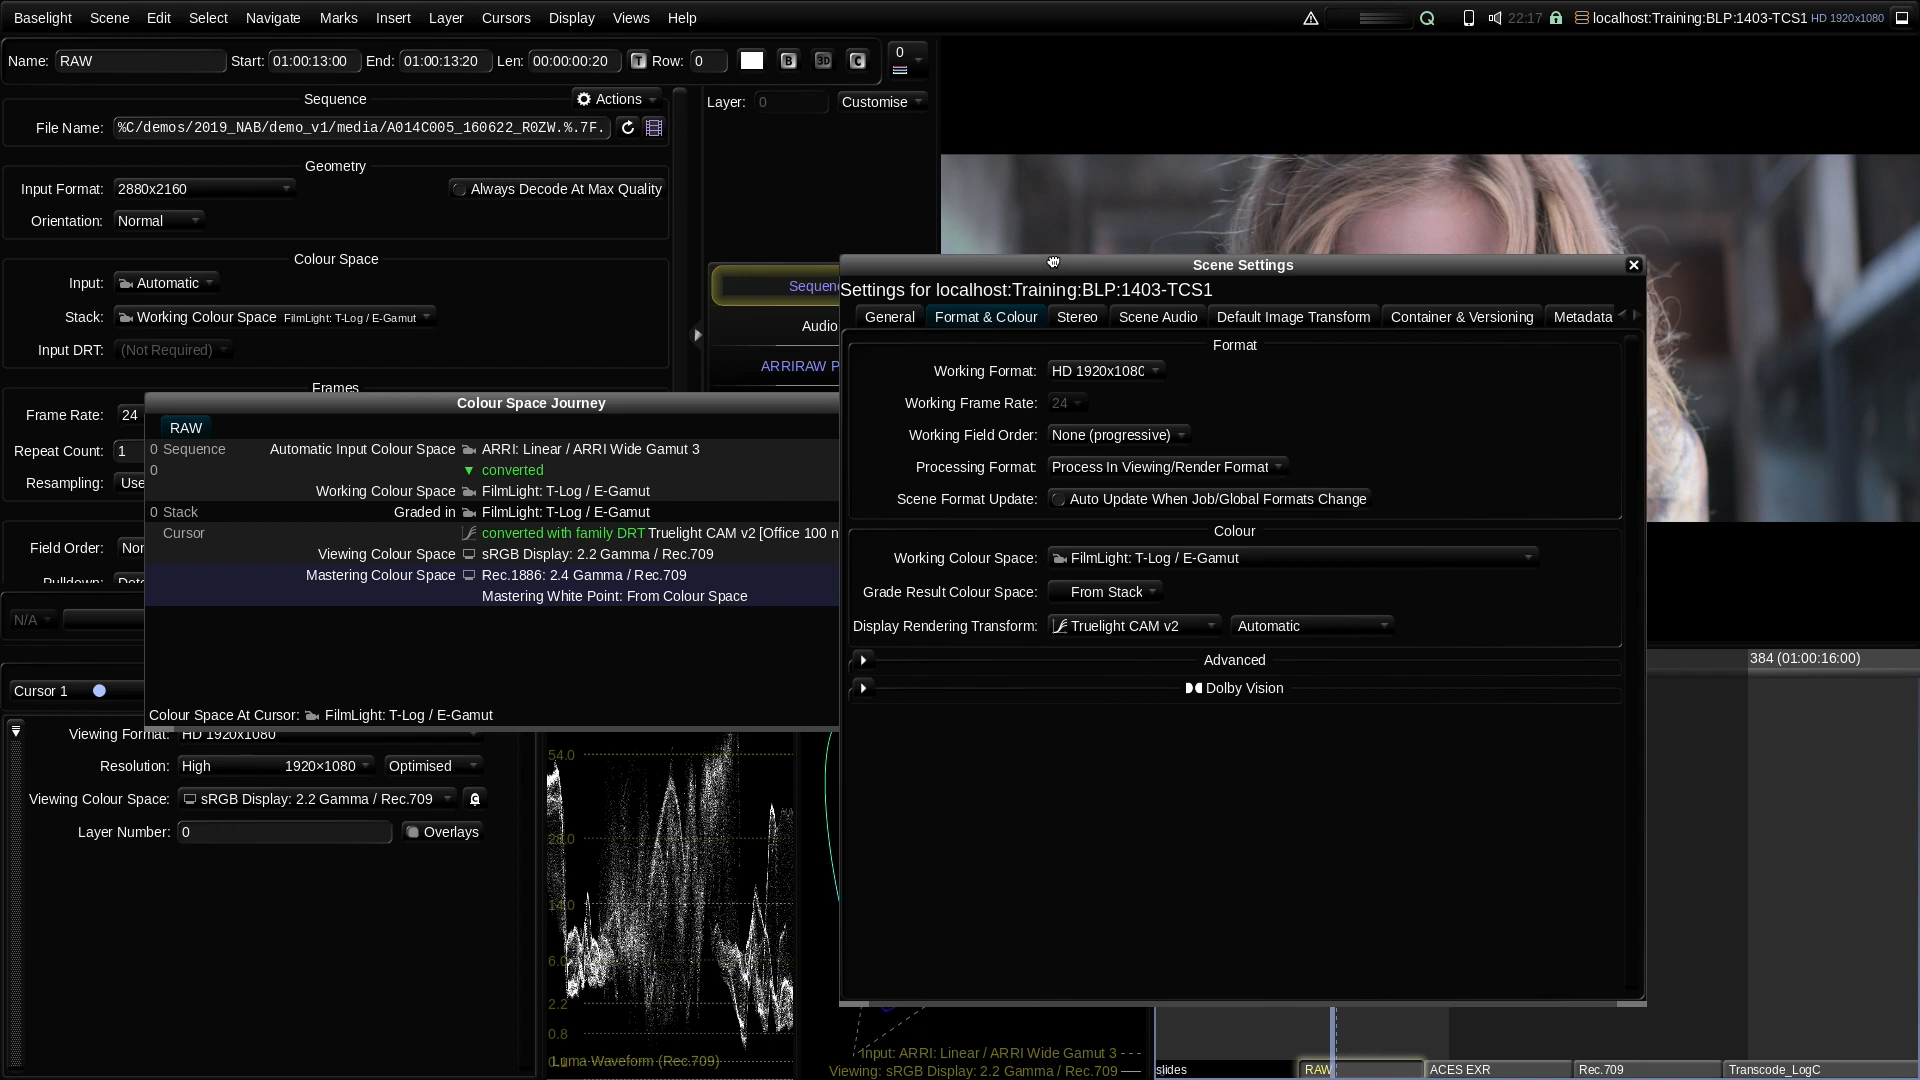 Baselight Scene Edit Select Navigate Marks Insert Layer Cursors Display Views Help 22:17 localhost:Training:BLP:1403-TCS1 HD 1920x1080
Name: RAW Start: 01:00:13:00 End: 01:00:13:20 Len: 00:00:00:20 T Row: 0 B 3D C 0
Sequence Actions
Layer: 0 Customise
File Name: %C/demos/2019_NAB/demo_v1/media/A014C005_160622_R0ZW.%.7F.
Geometry
Input Format: 2880x2160 Always Decode At Max Quality
Orientation: Normal
Colour Space
Input: Automatic
Stack: Working Colour Space FilmLight: T-Log / E-Gamut
Input DRT: (Not Required)
Frames
Frame Rate: 24
Repeat Count: 1
Resampling: Use
Field Order: Nor
Pulldown:
N/A
Cursor 1
Sequen
Audio
ARRIRAW P
Colour Space Journey
RAW
0 Sequence Automatic Input Colour Space ARRI: Linear / ARRI Wide Gamut 3
0 converted
Working Colour Space FilmLight: T-Log / E-Gamut
0 Stack Graded in FilmLight: T-Log / E-Gamut
Cursor converted with family DRT Truelight CAM v2 [Office 100 n
Viewing Colour Space sRGB Display: 2.2 Gamma / Rec.709
Mastering Colour Space Rec.1886: 2.4 Gamma / Rec.709
Mastering White Point: From Colour Space
Colour Space At Cursor: FilmLight: T-Log / E-Gamut
Scene Settings
Settings for localhost:Training:BLP:1403-TCS1
General Format & Colour Stereo Scene Audio Default Image Transform Container & Versioning Metadata
Format
Working Format: HD 1920x1080
Working Frame Rate: 24
Working Field Order: None (progressive)
Processing Format: Process In Viewing/Render Format
Scene Format Update: Auto Update When Job/Global Formats Change
Colour
Working Colour Space: FilmLight: T-Log / E-Gamut
Grade Result Colour Space: From Stack
Display Rendering Transform: Truelight CAM v2 Automatic
Advanced
Dolby Vision
384 (01:00:16:00)
Viewing Format: HD 1920x1080
Resolution: High 1920×1080 Optimised
Viewing Colour Space: sRGB Display: 2.2 Gamma / Rec.709
Layer Number: 0 Overlays
54.0
28.0
14.0
6.0
2.2
0.8
Luma Waveform (Rec.709)
Input: ARRI: Linear / ARRI Wide Gamut 3
Viewing: sRGB Display: 2.2 Gamma / Rec.709
slides RAW ACES EXR Rec.709 Transcode_LogC